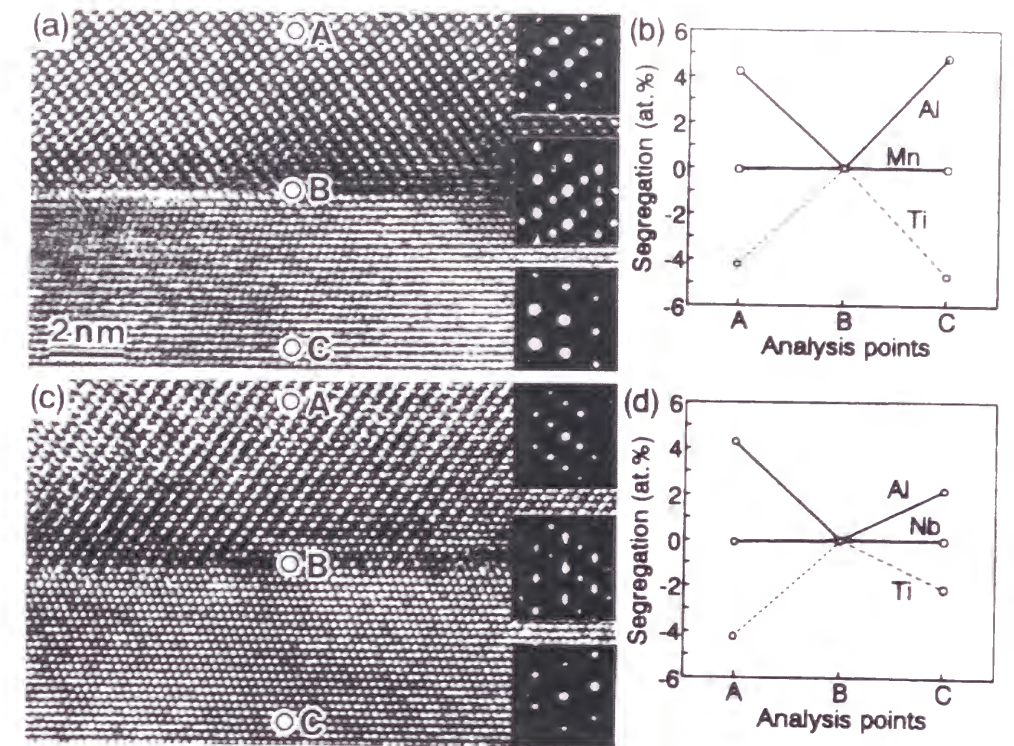 (a)
A
B
C
2 nm
(b)
Segregation (at.%)
6
4
2
0
-2
-4
-6
Al
Mn
Ti
A B C
Analysis points
(c)
A
B
C
(d)
Segregation (at.%)
6
4
2
0
-2
-4
-6
Al
Nb
Ti
A B C
Analysis points